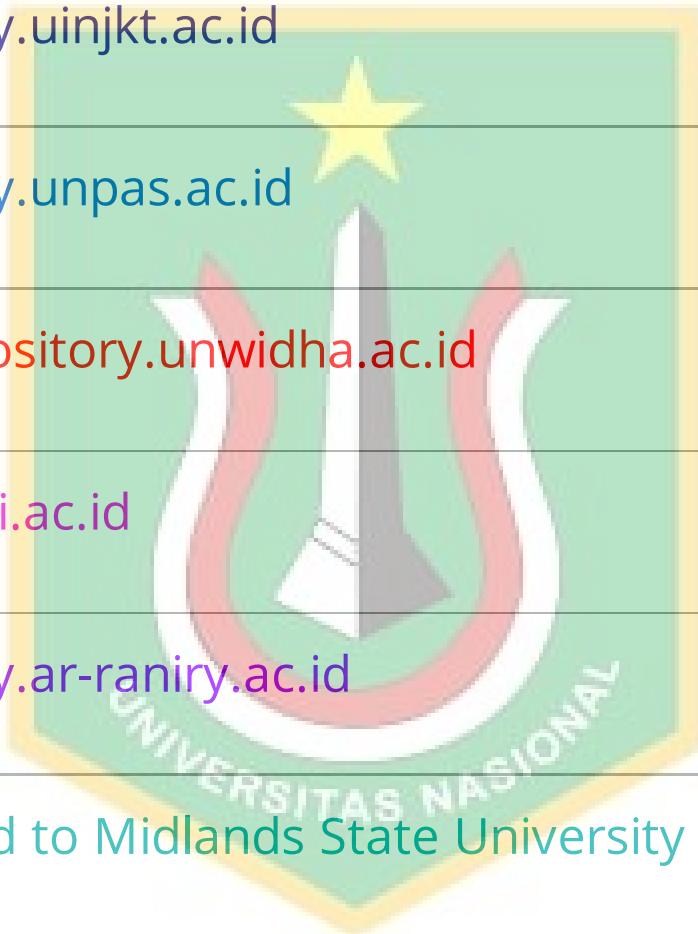 y.uinjkt.ac.id
y.unpas.ac.id
ository.unwidha.ac.id
i.ac.id
y.ar-raniry.ac.id
UNIVERSITAS NASIONAL
d to Midlands State University